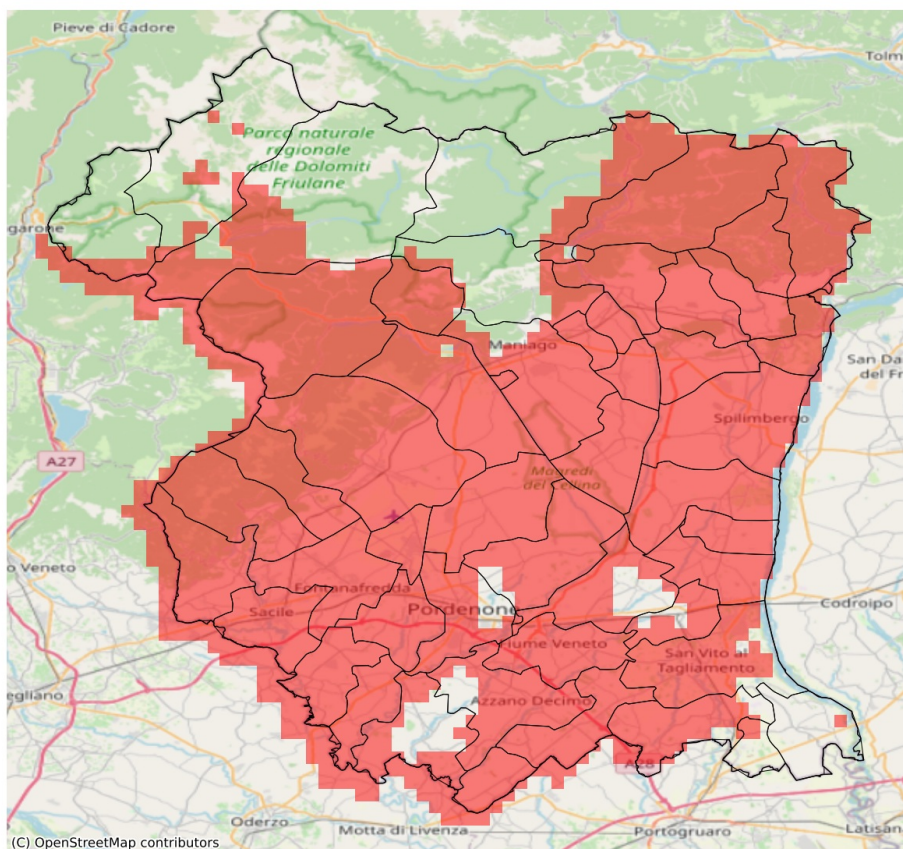 Pieve di Cadore
Tolm
Parco naturale
regionale
delle Dolomiti
Friulane
garone
Maniago
San Da
del Fr
Spilimbergo
A27
Magredi
del Cellina
o Veneto
Fontanafredda
Sacile
Pordenone
Codroipo
Fiume Veneto
San Vito al
Tagliamento
egliano
Azzano Decimo
A28
Oderzo
Motta di Livenza
Portogruaro
Latisan
(C) OpenStreetMap contributors